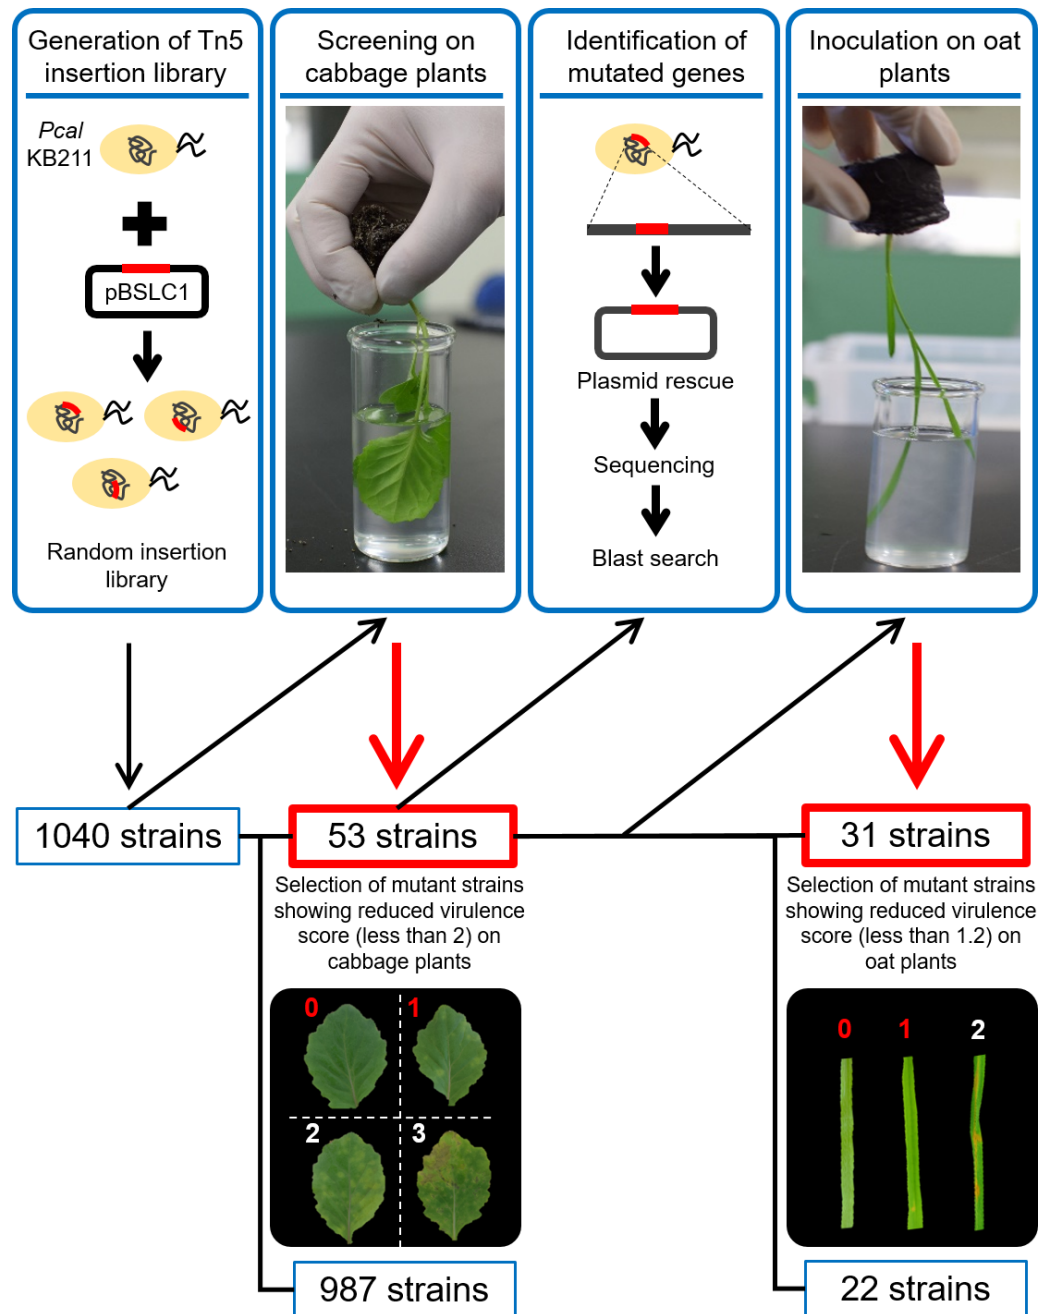 Generation of Tn5
insertion library
Pcal
KB211
pBSLC1
Random insertion
library
Screening on
cabbage plants
Identification of
mutated genes
Plasmid rescue
Sequencing
Blast search
Inoculation on oat
plants
1040 strains
53 strains
31 strains
Selection of mutant strains
showing reduced virulence
score (less than 2) on
cabbage plants
Selection of mutant strains
showing reduced virulence
score (less than 1.2) on
oat plants
0 1
2 3
0 1 2
987 strains
22 strains